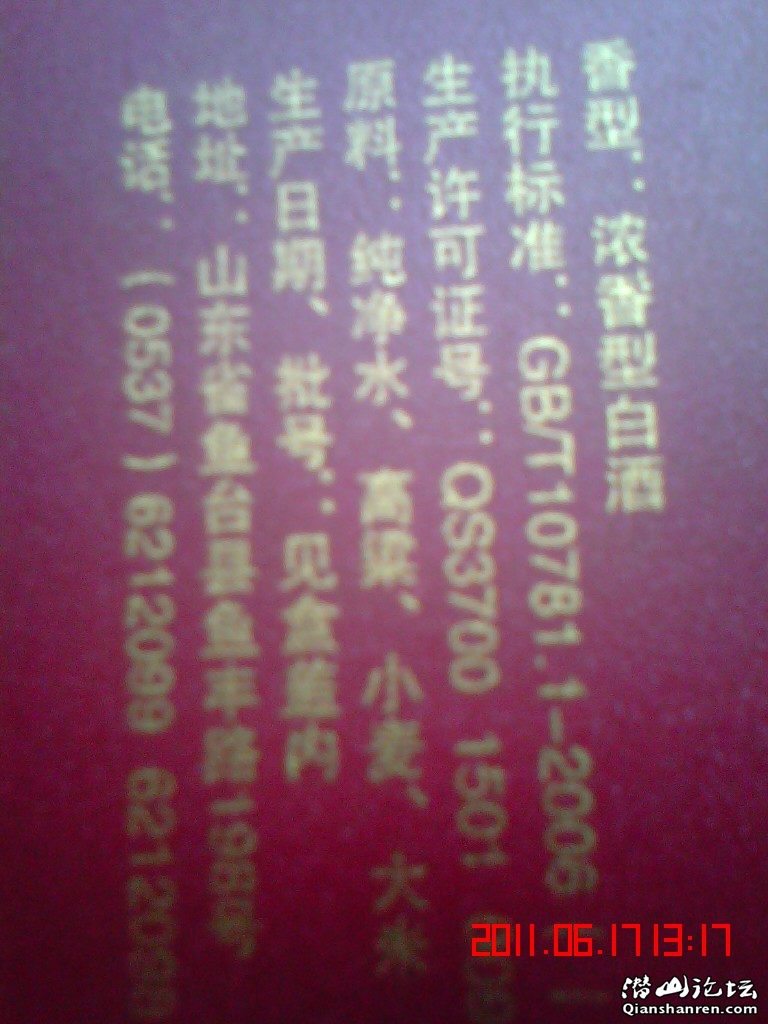 香型：浓香型白酒
执行标准：GB/T10781.1-2006
生产许可证号：QS3700 1501
原料：纯净水、高粱、小麦、大米
生产日期、批号：见盒盖内
地址：山东省鱼台县鱼丰路198号
电话：(0537)6212099 6212098
2011.06.17 13:17
潜山论坛
Qianshanren.com